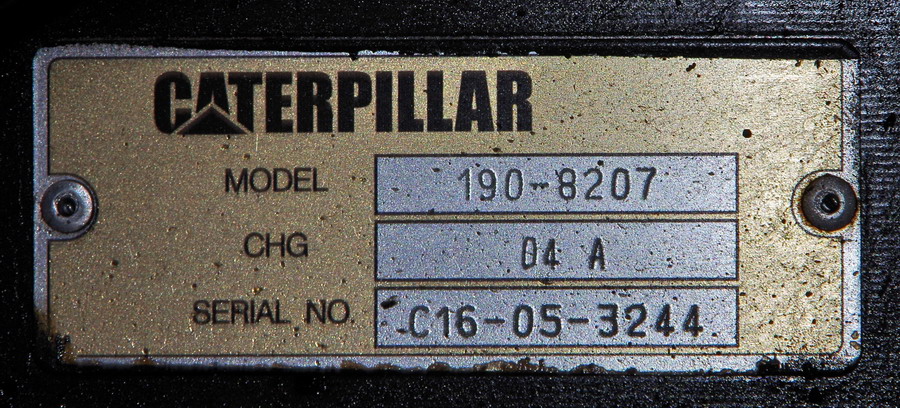 CATERPILLAR
MODEL 190-8207
CHG 04 A
SERIAL NO. C16-05-3244